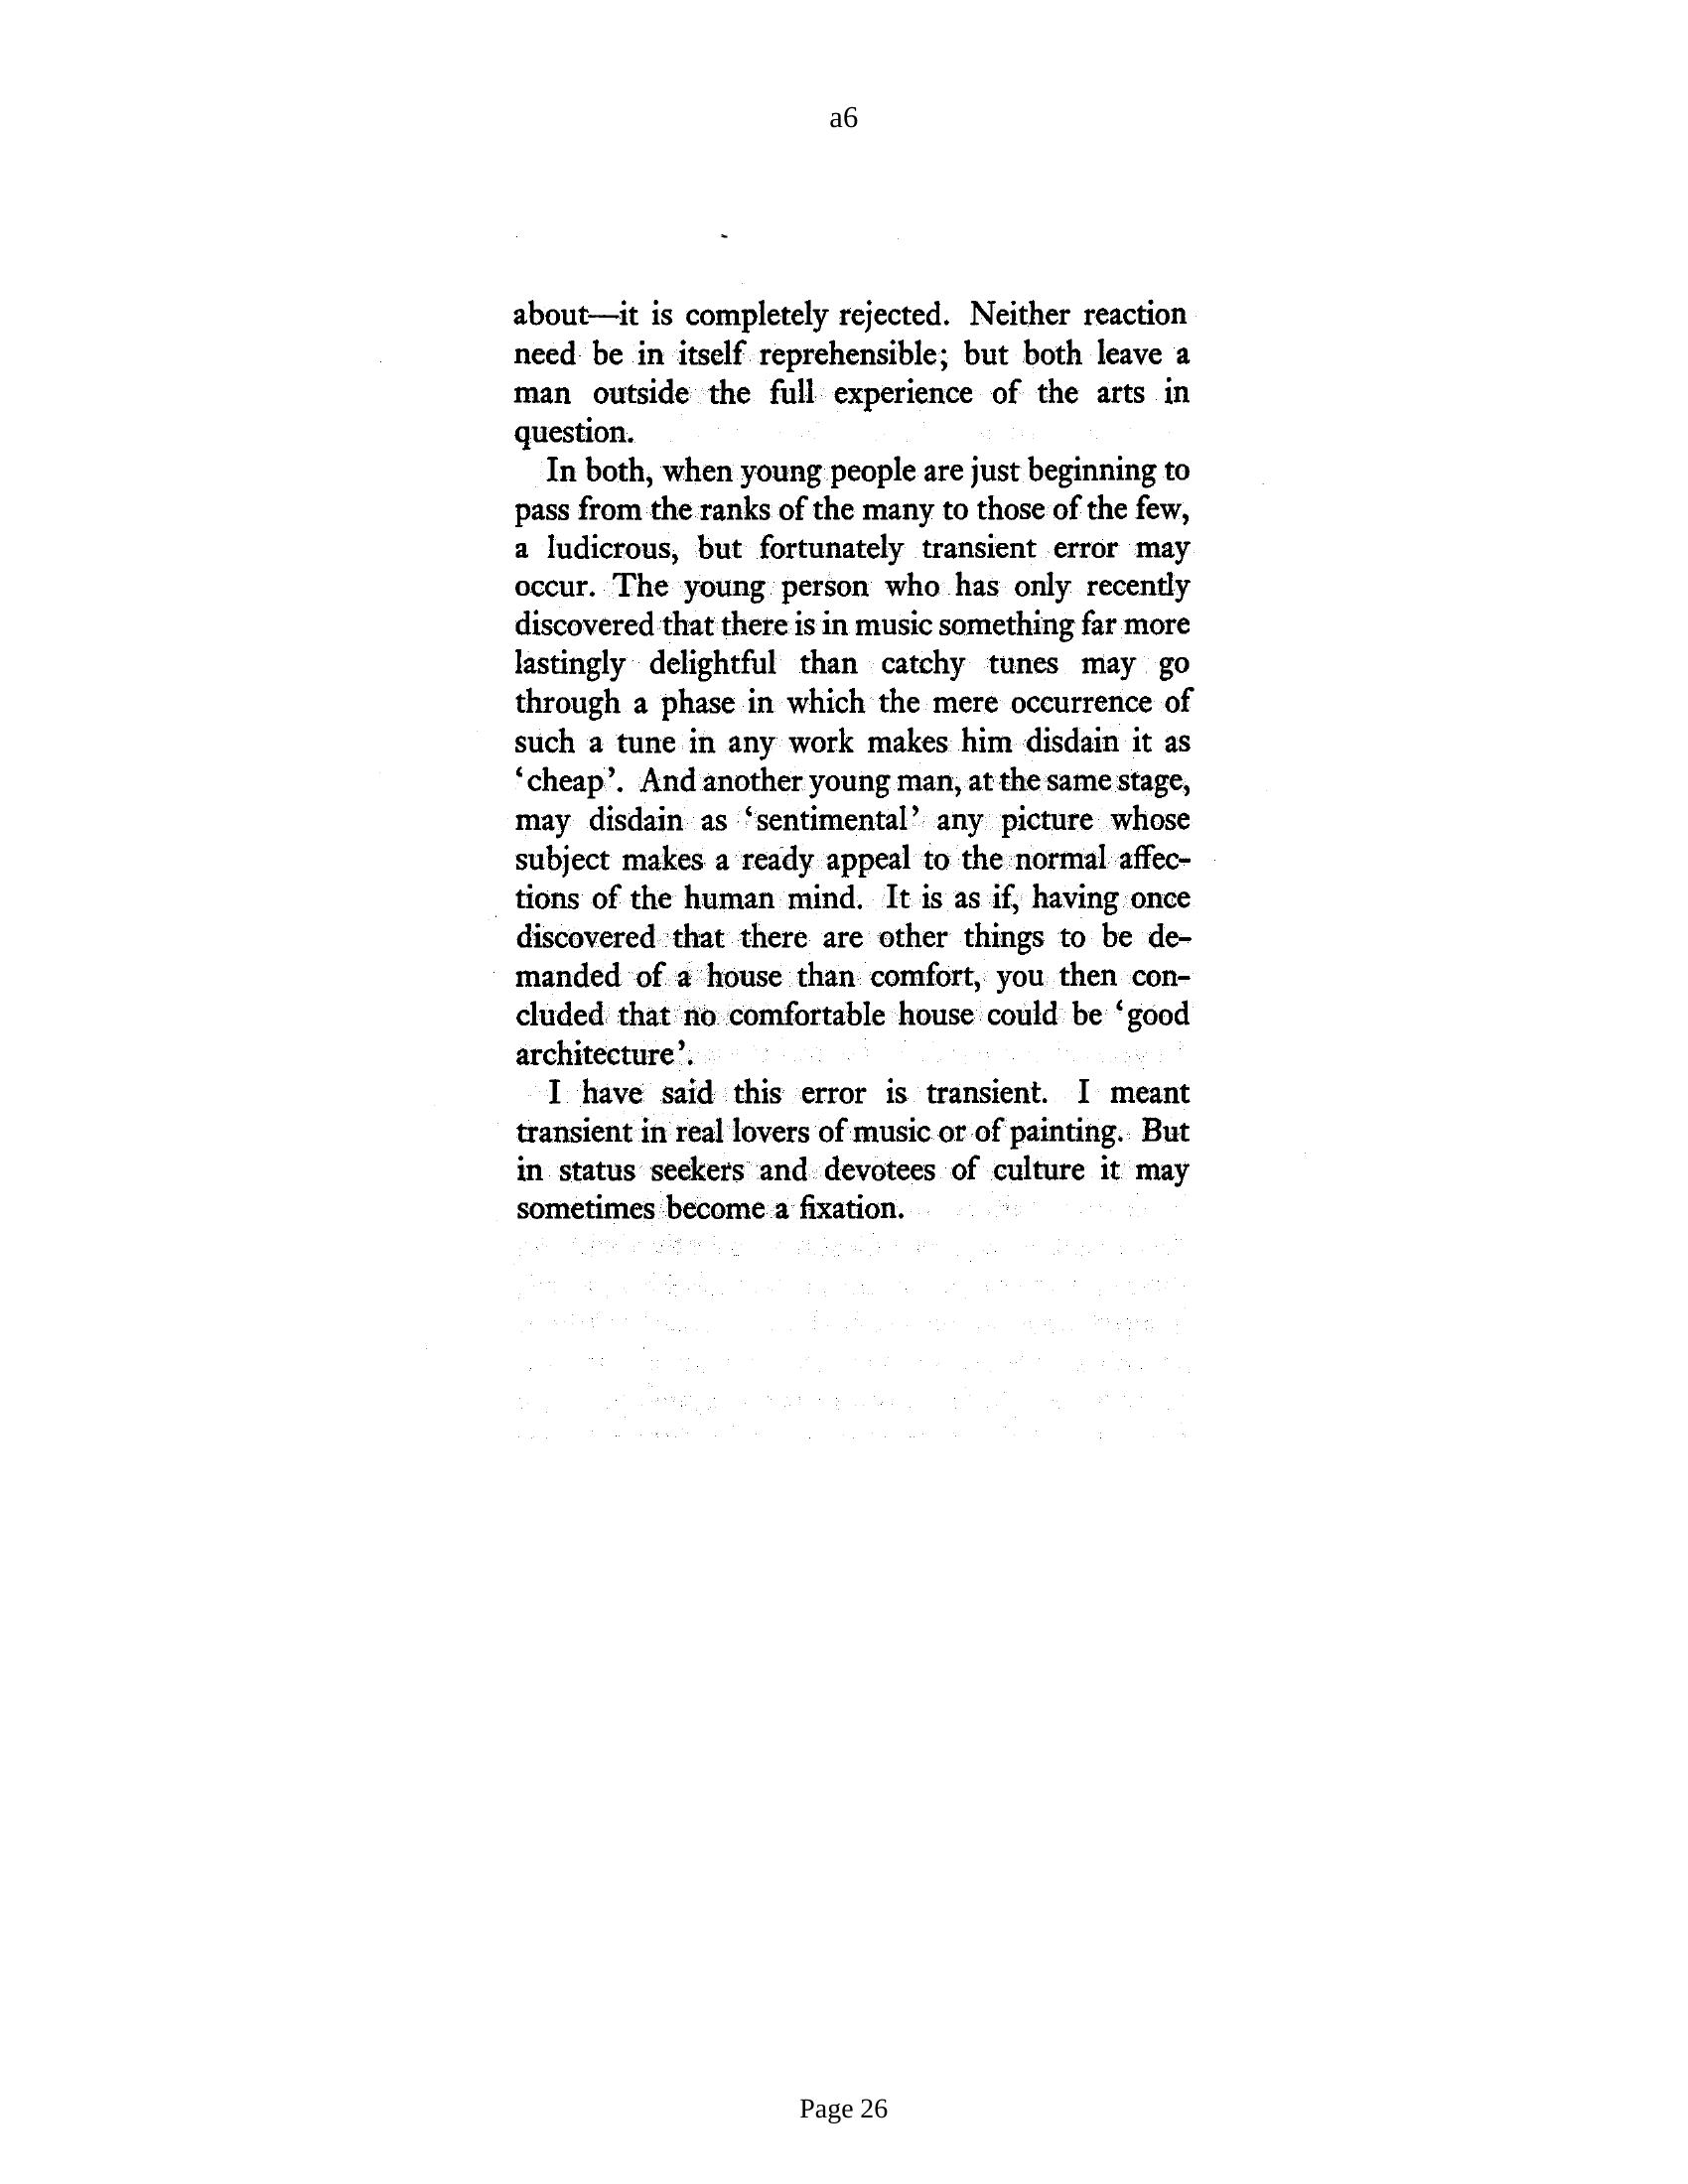 a6
about—it is completely rejected. Neither reaction
need be in itself reprehensible; but both leave a
man outside the full experience of the arts in
question.
In both, when young people are just beginning to
pass from the ranks of the many to those of the few,
a ludicrous, but fortunately transient error may
occur. The young person who has only recently
discovered that there is in music something far more
lastingly delightful than catchy tunes may go
through a phase in which the mere occurrence of
such a tune in any work makes him disdain it as
‘cheap’. And another young man, at the same stage,
may disdain as ‘sentimental’ any picture whose
subject makes a ready appeal to the normal affec-
tions of the human mind. It is as if, having once
discovered that there are other things to be de-
manded of a house than comfort, you then con-
cluded that no comfortable house could be ‘good
architecture’.
I have said this error is transient. I meant
transient in real lovers of music or of painting. But
in status seekers and devotees of culture it may
sometimes become a fixation.
Page 26